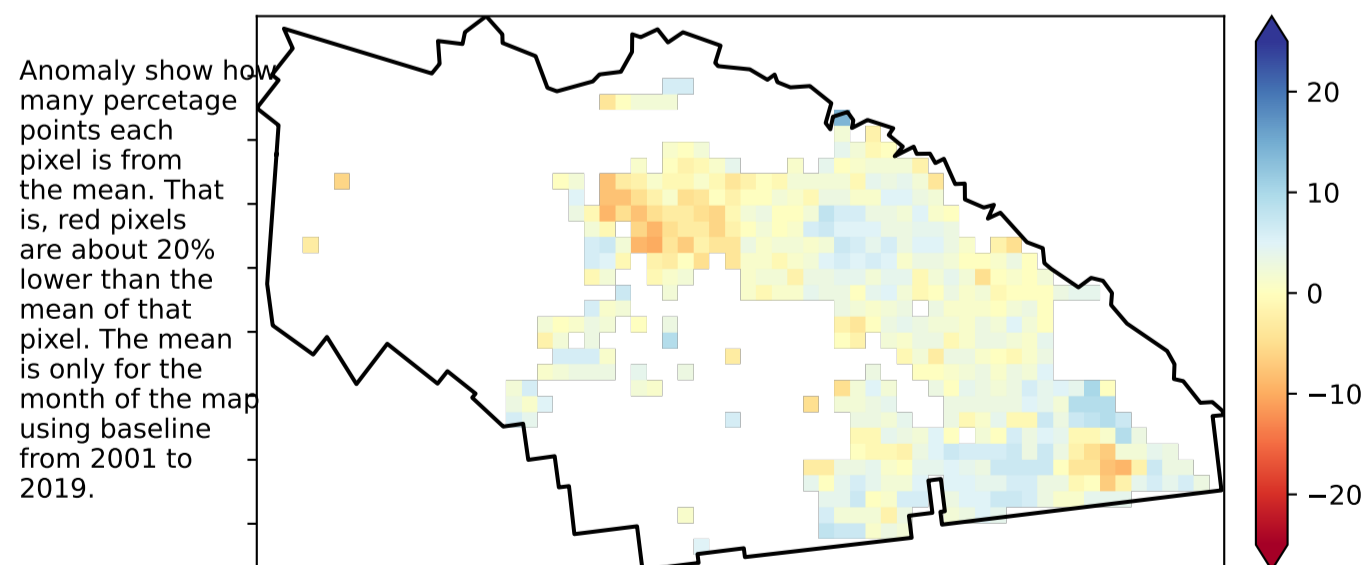 Anomaly show how
many percetage
points each
pixel is from
the mean. That
is, red pixels
are about 20%
lower than the
mean of that
pixel. The mean
is only for the
month of the map
using baseline
from 2001 to
2019.
20
10
0
−10
−20